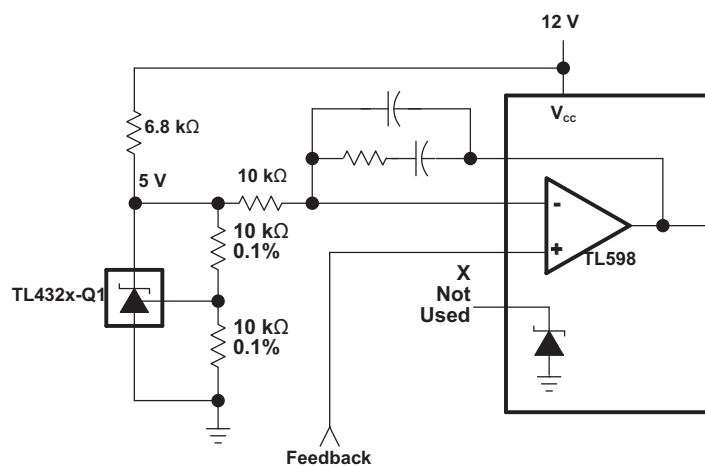 12 V
V_CC
6.8 kΩ
5 V
10 kΩ
10 kΩ
0.1%
-
+
TL598
TL432x-Q1
X
Not
Used
10 kΩ
0.1%
Feedback